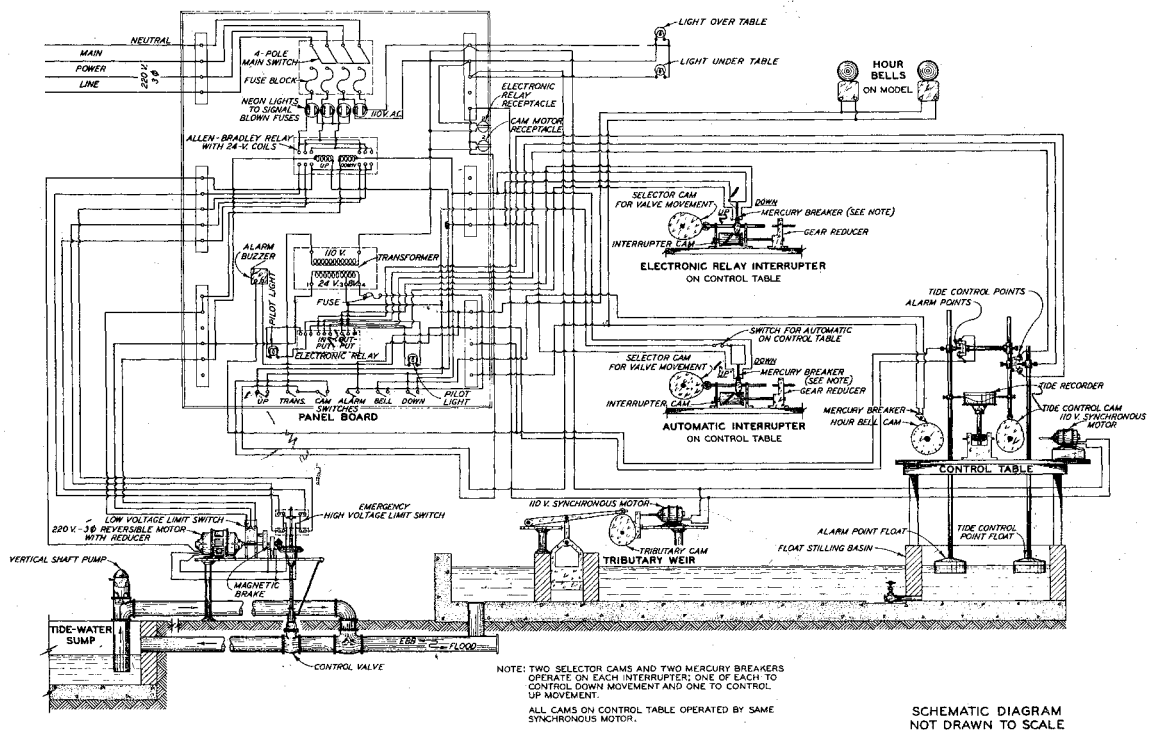 NEUTRAL
MAIN
POWER
LINE
220 V.
3Ø
4-POLE
MAIN SWITCH
FUSE BLOCK
NEON LIGHTS
TO SIGNAL
BLOWN FUSES
110V. A.C.
ALLEN-BRADLEY RELAY
WITH 24-V. COILS
UP
DOWN
ELECTRONIC
RELAY
RECEPTACLE
CAM MOTOR
RECEPTACLE
LIGHT OVER TABLE
LIGHT UNDER TABLE
HOUR
BELLS
ON MODEL
ALARM
BUZZER
PILOT LIGHT
110 V.
TRANSFORMER
24 V.
FUSE
IN-
PUT
OUT-
PUT
ELECTRONIC RELAY
PILOT
LIGHT
UP
TRANS.
CAM
ALARM
BELL
DOWN
SWITCHES
PANEL BOARD
SELECTOR CAM
FOR VALVE MOVEMENT
UP
DOWN
MERCURY BREAKER (SEE NOTE)
GEAR REDUCER
INTERRUPTER CAM
ELECTRONIC RELAY INTERRUPTER
ON CONTROL TABLE
SWITCH FOR AUTOMATIC
ON CONTROL TABLE
SELECTOR CAM
FOR VALVE MOVEMENT
UP
DOWN
MERCURY BREAKER
(SEE NOTE)
GEAR REDUCER
INTERRUPTER CAM
AUTOMATIC INTERRUPTER
ON CONTROL TABLE
TIDE CONTROL POINTS
ALARM POINTS
TIDE RECORDER
MERCURY BREAKER
HOUR BELL CAM
TIDE CONTROL CAM
110 V. SYNCHRONOUS
MOTOR
CONTROL TABLE
LOW VOLTAGE LIMIT SWITCH
220 V.-3Ø REVERSIBLE MOTOR
WITH REDUCER
EMERGENCY
HIGH VOLTAGE LIMIT SWITCH
VERTICAL SHAFT PUMP
MAGNETIC
BRAKE
110 V. SYNCHRONOUS MOTOR
TRIBUTARY CAM
TRIBUTARY WEIR
ALARM POINT FLOAT
FLOAT STILLING BASIN
TIDE CONTROL
POINT FLOAT
TIDE-WATER
SUMP
EBB
FLOOD
CONTROL VALVE
NOTE: TWO SELECTOR CAMS AND TWO MERCURY BREAKERS
OPERATE ON EACH INTERRUPTER; ONE OF EACH TO
CONTROL DOWN MOVEMENT AND ONE TO CONTROL
UP MOVEMENT.
ALL CAMS ON CONTROL TABLE OPERATED BY SAME
SYNCHRONOUS MOTOR.
SCHEMATIC DIAGRAM
NOT DRAWN TO SCALE